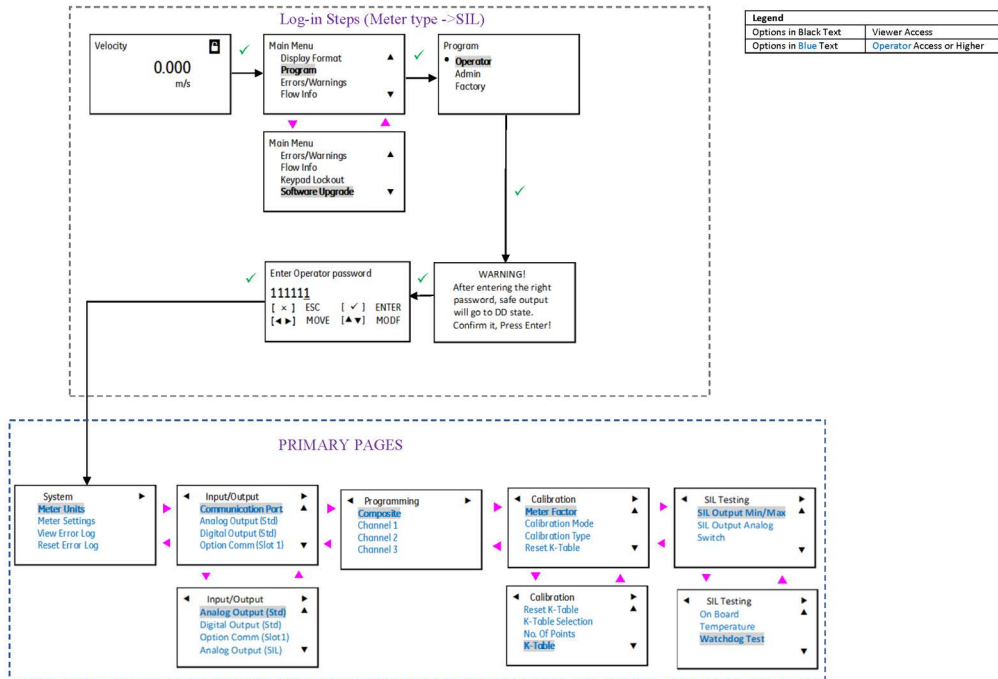 Log-in Steps (Meter type ->SIL)
Legend
Options in Black Text Viewer Access
Options in Blue Text Operator Access or Higher
Velocity
0.000
m/s
Main Menu
Display Format
Program
Errors/Warnings
Flow Info
Program
Operator
Admin
Factory
Main Menu
Errors/Warnings
Flow Info
Keypad Lockout
Software Upgrade
Enter Operator password
111111
[ × ] ESC [ ✓ ] ENTER
[◄ ►] MOVE [▲ ▼] MODF
WARNING!
After entering the right
password, safe output
will go to DD state.
Confirm it, Press Enter!
PRIMARY PAGES
System
Meter Units
Meter Settings
View Error Log
Reset Error Log
Input/Output
Communication Port
Analog Output (Std)
Digital Output (Std)
Option Comm (Slot 1)
Programming
Composite
Channel 1
Channel 2
Channel 3
Calibration
Meter Factor
Calibration Mode
Calibration Type
Reset K-Table
SIL Testing
SIL Output Min/Max
SIL Output Analog
Switch
Input/Output
Analog Output (Std)
Digital Output (Std)
Option Comm (Slot1)
Analog Output (SIL)
Calibration
Reset K-Table
K-Table Selection
No. Of Points
K-Table
SIL Testing
On Board
Temperature
Watchdog Test